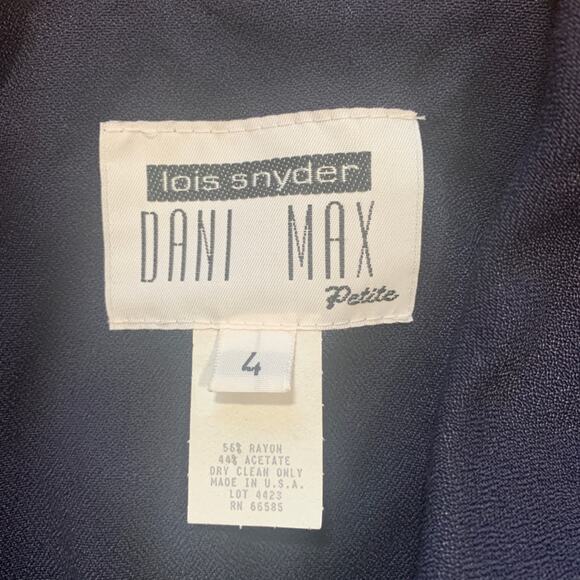 lois snyder
DANI MAX
Petite
4
56% RAYON
44% ACETATE
DRY CLEAN ONLY
MADE IN U.S.A.
LOT 4423
RN 66585